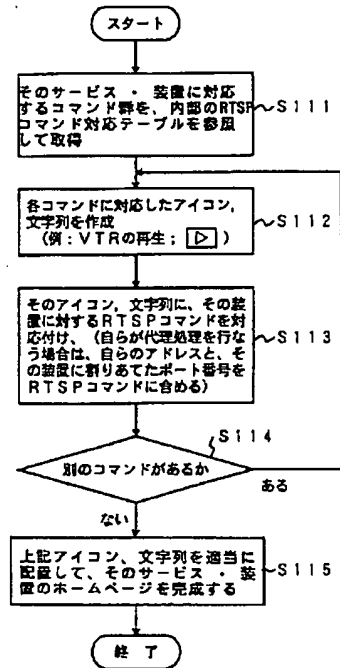 スタート
そのサービス・装置に対応
するコマンド群を、内部のRTSP
コマンド対応テーブルを参照
して取得
S111
各コマンドに対応したアイコン,
文字列を作成
(例:VTRの再生; ▷ )
S112
そのアイコン, 文字列に、その装
置に対するRTSPコマンドを対
応付け、(自らが代理処理を行な
う場合は、自らのアドレスと、そ
の装置に割りあてたポート番号を
RTSPコマンドに含める)
S113
S114
別のコマンドがあるか
ある
ない
上記アイコン、文字列を適当に
配置して、そのサービス・装
置のホームページを完成する
S115
終了